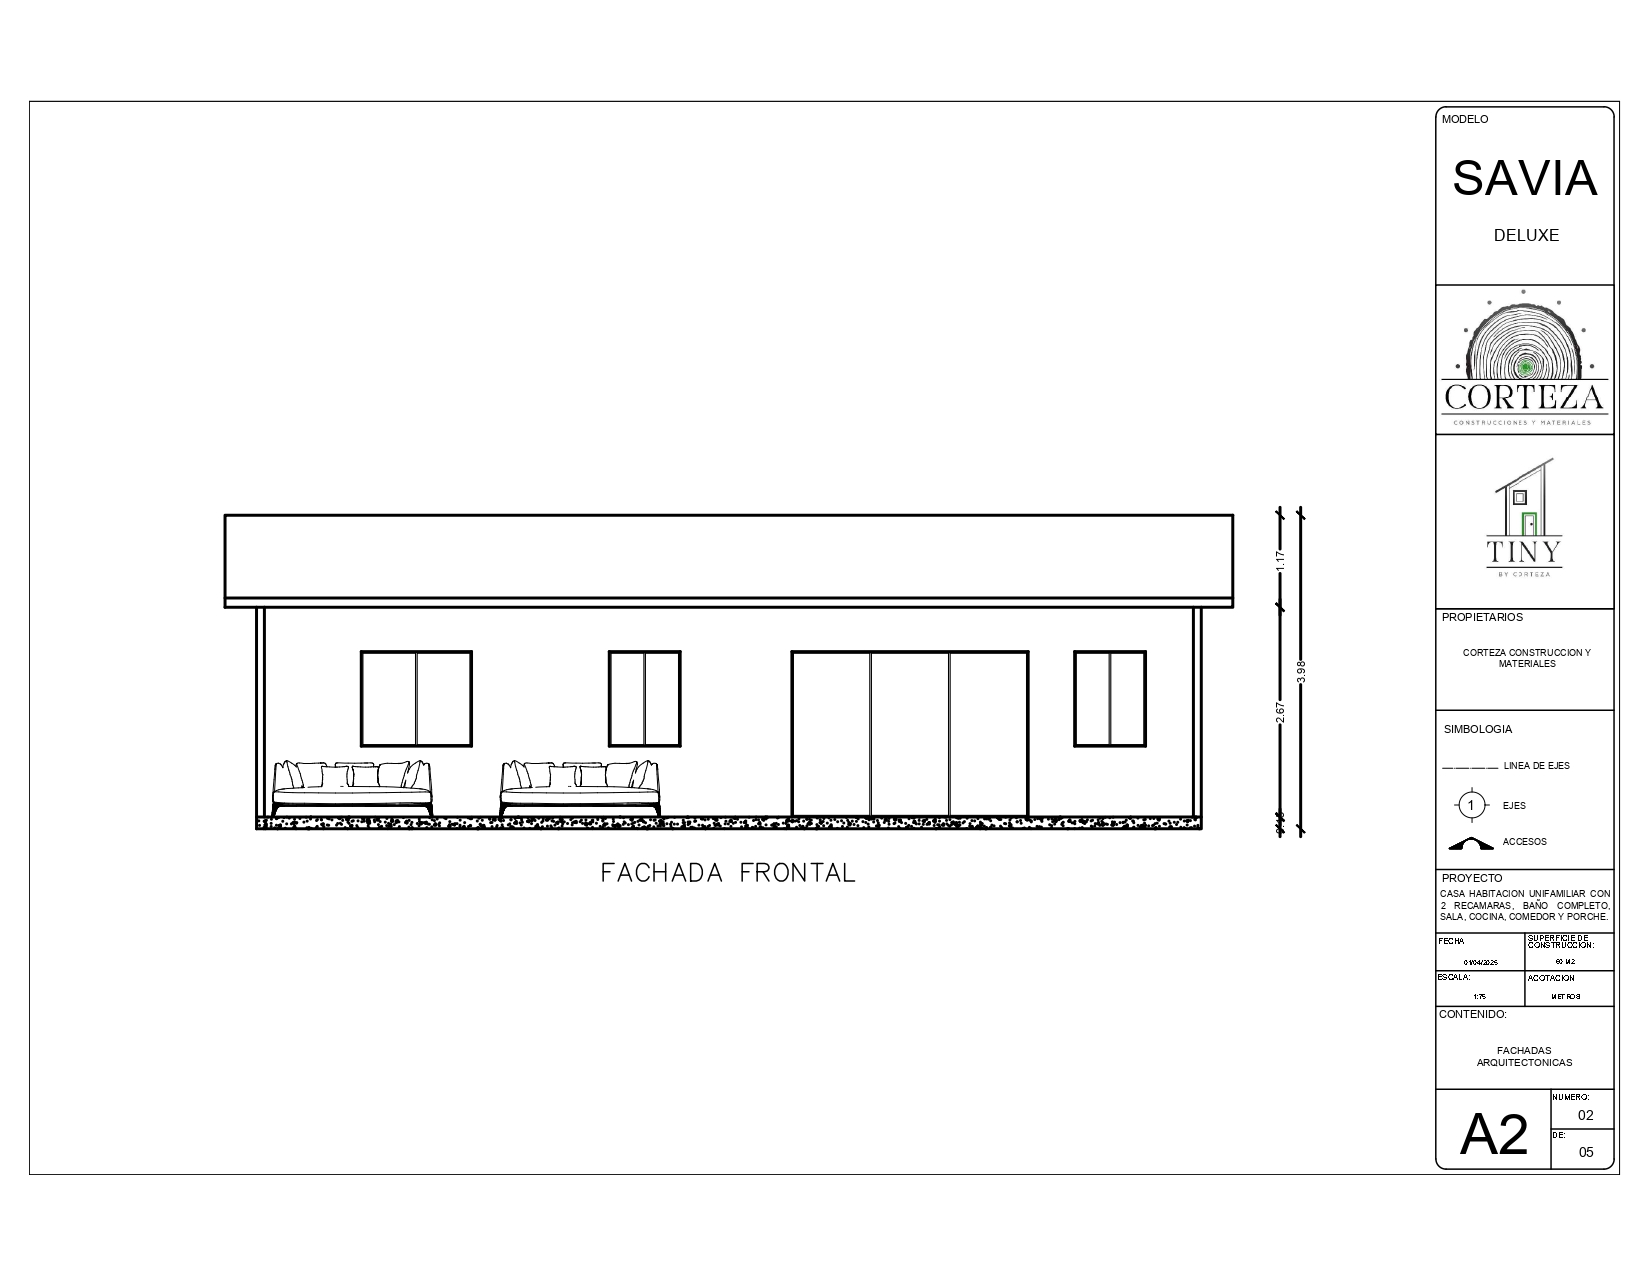 MODELO
SAVIA
DELUXE
CORTEZA
CONSTRUCCIONES Y MATERIALES
TINY
BY CORTEZA
PROPIETARIOS
CORTEZA CONSTRUCCION Y
MATERIALES
SIMBOLOGIA
LINEA DE EJES
1
EJES
ACCESOS
PROYECTO
CASA HABITACION UNIFAMILIAR CON
2 RECAMARAS, BAÑO COMPLETO,
SALA, COCINA, COMEDOR Y PORCHE.
FECHA
01/04/2025
SUPERFICIE DE
CONSTRUCCION:
60 M2
ESCALA:
1:75
ACOTACION
METROS
CONTENIDO:
FACHADAS
ARQUITECTONICAS
A2
NUMERO:
02
DE:
05
1.17
2.67
3.98
FACHADA FRONTAL